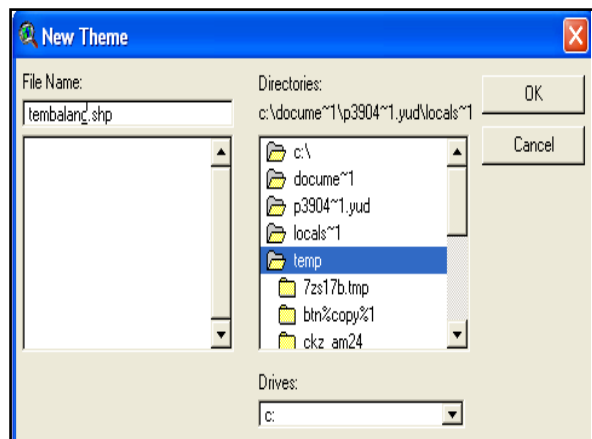 New Theme
File Name:
tembalang.shp
Directories:
c:\docume~1\p3904~1.yud\locals~1
OK
Cancel
c:\
docume~1
p3904~1.yud
locals~1
temp
7zs17b.tmp
btn%copy%1
ckz_am24
Drives:
c: